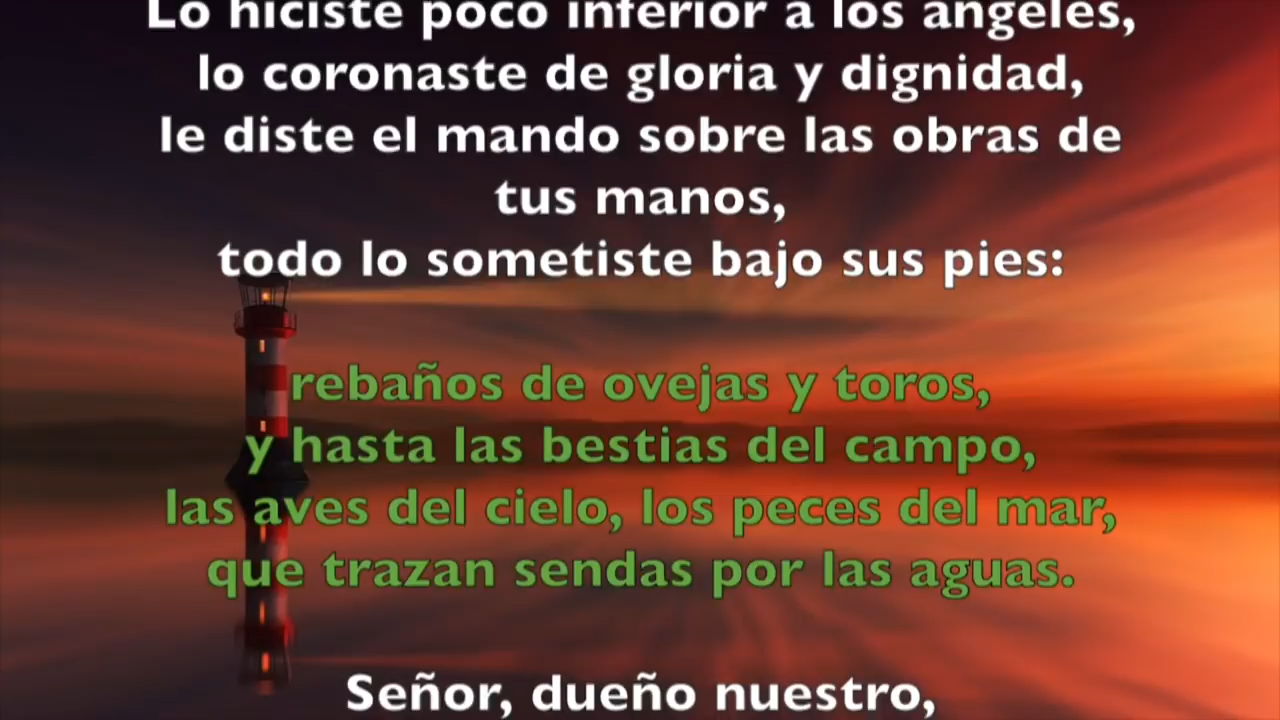 Lo hiciste poco inferior a los ángeles,
lo coronaste de gloria y dignidad,
le diste el mando sobre las obras de
tus manos,
todo lo sometiste bajo sus pies:
rebaños de ovejas y toros,
y hasta las bestias del campo,
las aves del cielo, los peces del mar,
que trazan sendas por las aguas.
Señor, dueño nuestro,